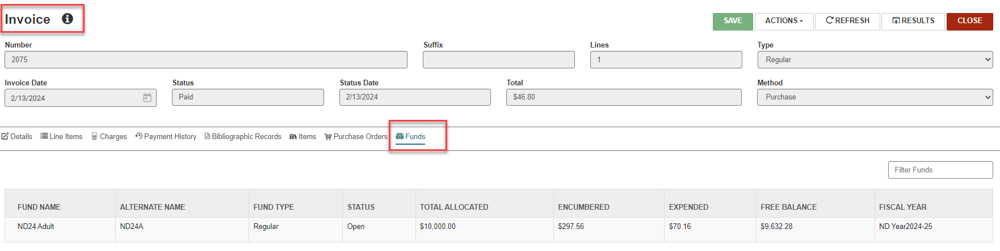 Invoice
SAVE ACTIONS REFRESH RESULTS CLOSE
Number Suffix Lines Type
2075 1 Regular
Invoice Date Status Status Date Total Method
2/13/2024 Paid 2/13/2024 $46.80 Purchase
Details Line Items Charges Payment History Bibliographic Records Items Purchase Orders Funds
Filter Funds
FUND NAME ALTERNATE NAME FUND TYPE STATUS TOTAL ALLOCATED ENCUMBERED EXPENDED FREE BALANCE FISCAL YEAR
ND24 Adult ND24A Regular Open $10,000.00 $297.56 $70.16 $9,632.28 ND Year2024-25